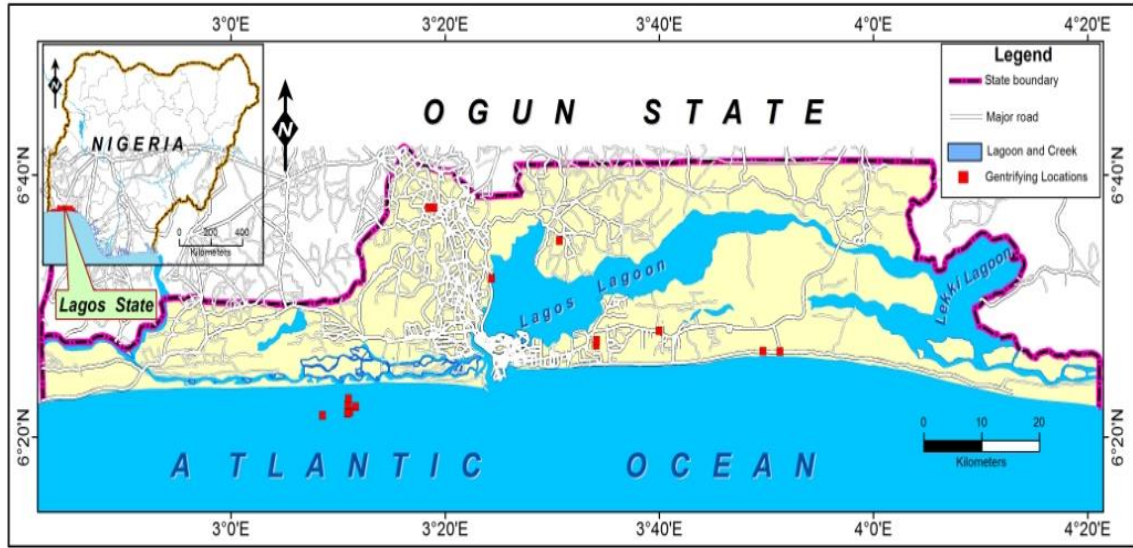 3°0'E 3°20'E 3°40'E 4°0'E 4°20'E
Legend
State boundary
Major road
Lagoon and Creek
Gentrifying Locations
N
NIGERIA
0 200 400
Kilometers
Lagos State
N
OGUN STATE
6°40'N
6°40'N
Lagos Lagoon
Lekki Lagoon
6°20'N
6°20'N
ATLANTIC OCEAN
0 10 20
Kilometers
3°0'E 3°20'E 3°40'E 4°0'E 4°20'E